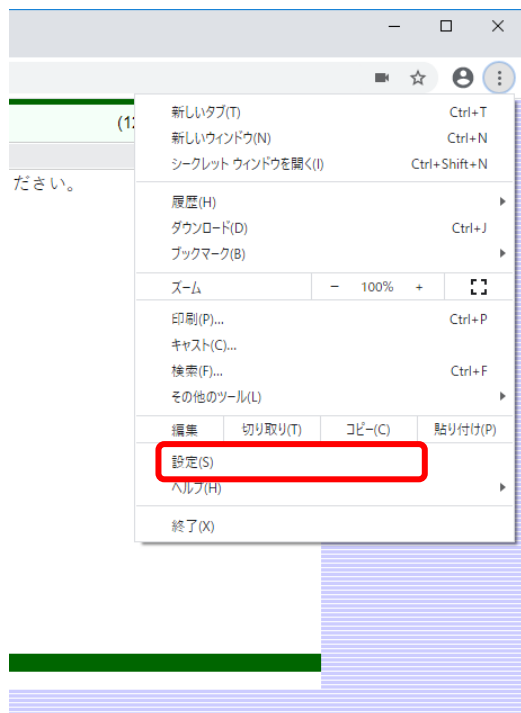 (12
ださい。
新しいタブ(T) Ctrl+T
新しいウィンドウ(N) Ctrl+N
シークレット ウィンドウを開く(I) Ctrl+Shift+N
履歴(H)
ダウンロード(D) Ctrl+J
ブックマーク(B)
ズーム - 100% +
印刷(P)... Ctrl+P
キャスト(C)...
検索(F)... Ctrl+F
その他のツール(L)
編集 切り取り(T) コピー(C) 貼り付け(P)
設定(S)
ヘルプ(H)
終了(X)